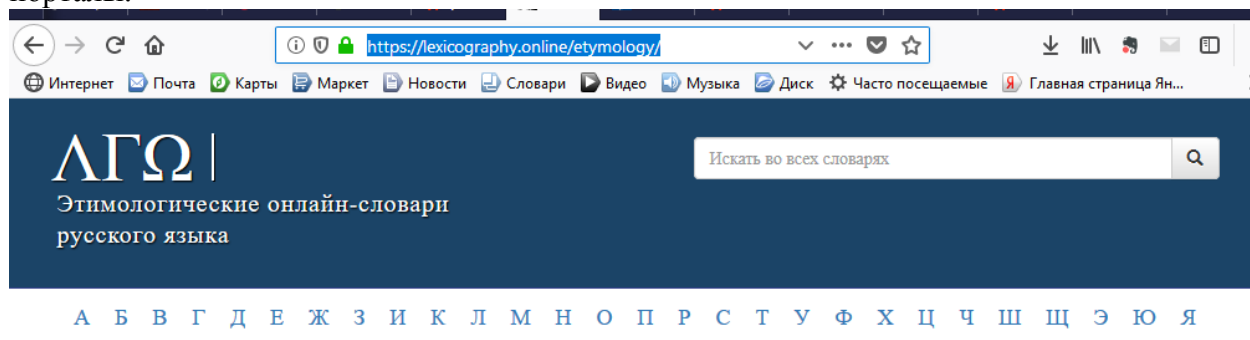 порталы.
https://lexicography.online/etymology/
Интернет Почта Карты Маркет Новости Словари Видео Музыка Диск Часто посещаемые Главная страница Ян...
ΛΓΩ
Искать во всех словарях
Этимологические онлайн-словари
русского языка
А Б В Г Д Е Ж З И К Л М Н О П Р С Т У Ф Х Ц Ч Ш Щ Э Ю Я